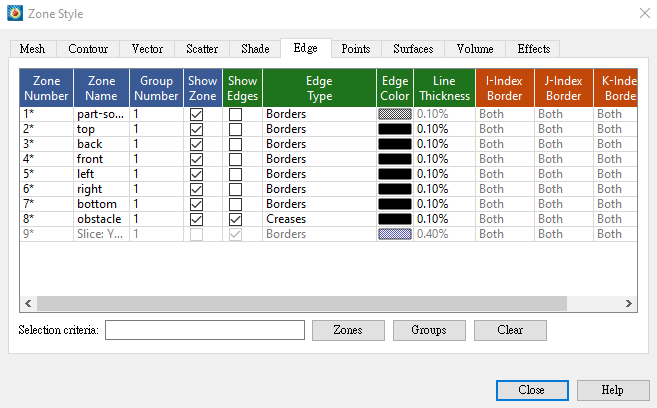 Zone Style
Mesh Contour Vector Scatter Shade Edge Points Surfaces Volume Effects
Zone Number Zone Name Group Number Show Zone Show Edges Edge Type Edge Color Line Thickness I-Index Border J-Index Border K-Inde Borde
1* part-so... 1 Borders 0.10% Both Both Both
2* top 1 Borders 0.10% Both Both Both
3* back 1 Borders 0.10% Both Both Both
4* front 1 Borders 0.10% Both Both Both
5* left 1 Borders 0.10% Both Both Both
6* right 1 Borders 0.10% Both Both Both
7* bottom 1 Borders 0.10% Both Both Both
8* obstacle 1 Creases 0.10% Both Both Both
9* Slice: Y... 1 Borders 0.40% Both Both Both
Selection criteria: Zones Groups Clear
Close Help